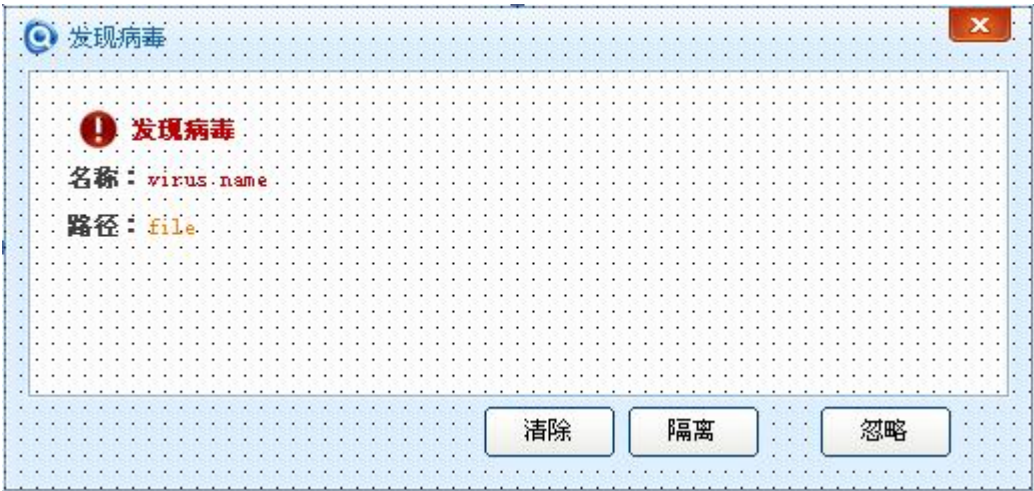 发现病毒
发现病毒
名称：virus.name
路径：file
清除 隔离 忽略